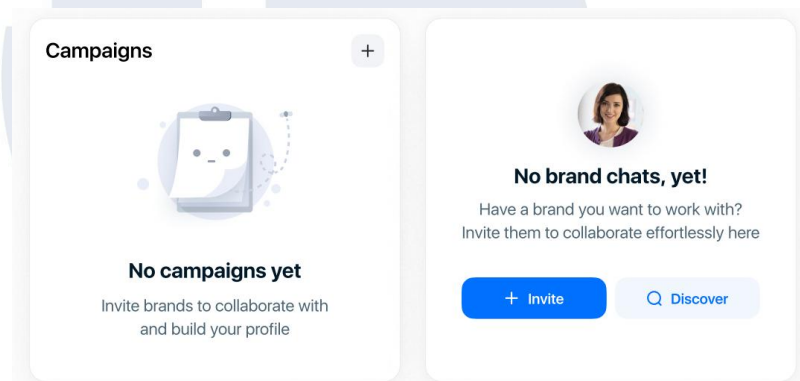 Campaigns
No campaigns yet
Invite brands to collaborate with
and build your profile
No brand chats, yet!
Have a brand you want to work with?
Invite them to collaborate effortlessly here
+ Invite
Discover